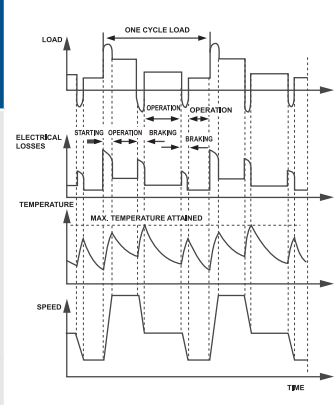 ONE CYCLE LOAD
LOAD
OPERATION
OPERATION
STARTING
OPERATION
BRAKING
BRAKING
ELECTRICAL
LOSSES
TEMPERATURE
MAX. TEMPERATURE ATTAINED
SPEED
TIME